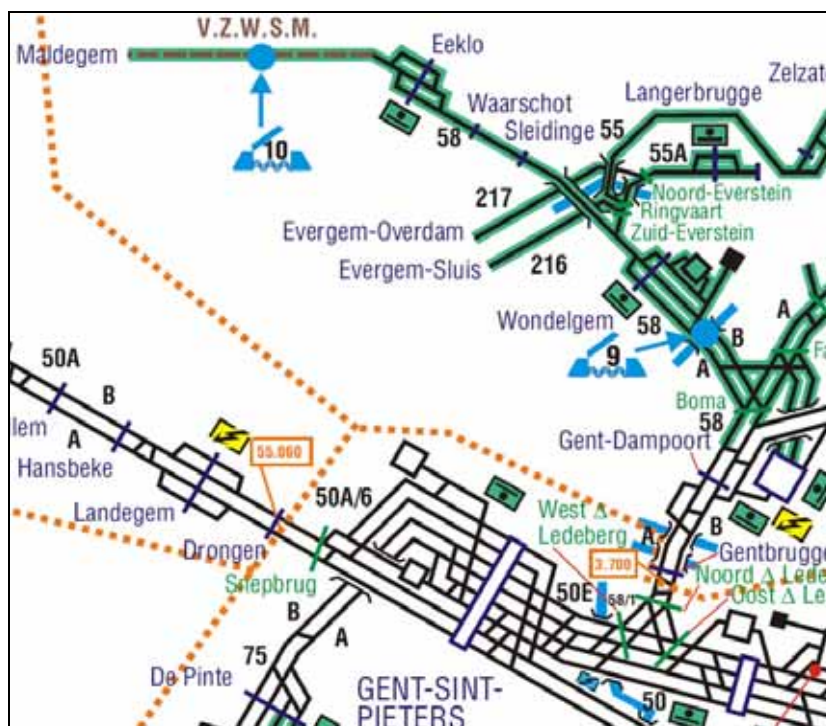 V.Z.W.S.M.
Maldegem
Eeklo
Zelzat
Langerbrugge
Waarschot
Sleidinge
55
58
10
55A
217
Noord-Everstein
Ringvaart
Zuid-Everstein
Evergem-Overdam
Evergem-Sluis
216
A
Wondelgem
58
B
9
A
Fa
50A
B
Boma
58
lem
A
Hansbeke
Gent-Dampoort
55.060
50A/6
West Δ
Ledeberg
Landegem
A
B
Drongen
Gentbrugge
3.700
Snepbrug
Noord Δ Lede
50E
58/1
Oost Δ Le
B
A
75
De Pinte
GENT-SINT-
PIETERS
50